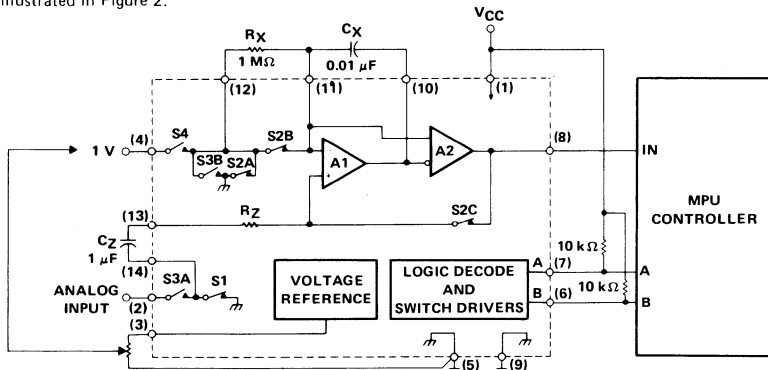 illustrated in Figure 2.
VCC
RX
1 MΩ
CX
0.01 μF
(12)
(11)
(10)
(1)
1 V
(4)
S4
S3B
S2A
S2B
A1
+
A2
(8)
IN
MPU
CONTROLLER
(13)
RZ
S2C
CZ
1 μF
(14)
10 kΩ
ANALOG
INPUT
(2)
S3A
S1
VOLTAGE
REFERENCE
LOGIC DECODE
AND
SWITCH DRIVERS
A
(7)
A
10 kΩ
B
(6)
B
(3)
(5)
(9)